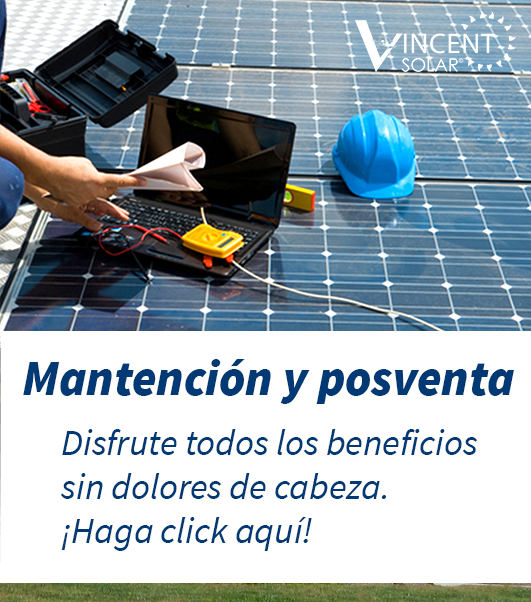 VINCENT
SOLAR®
Mantención y posventa
Disfrute todos los beneficios
sin dolores de cabeza.
¡Haga click aquí!